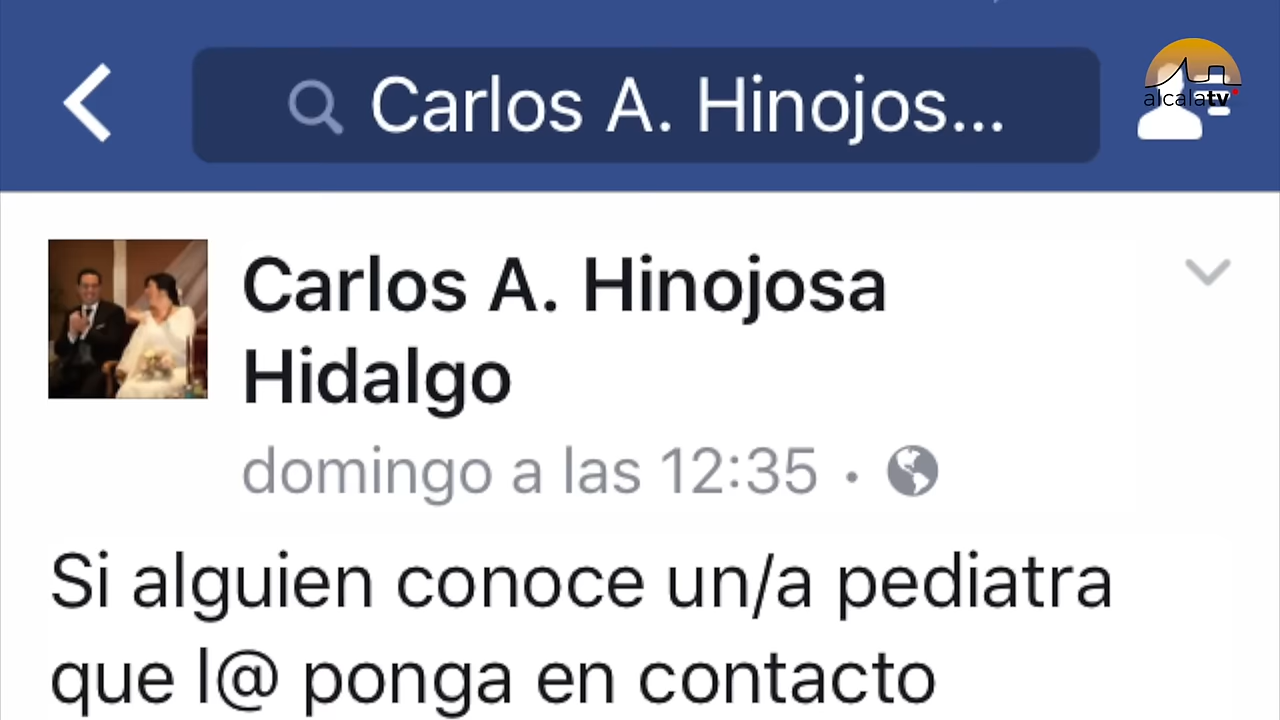 Carlos A. Hinojos...
alcalatv
Carlos A. Hinojosa
Hidalgo
domingo a las 12:35 ·
Si alguien conoce un/a pediatra
que l@ ponga en contacto